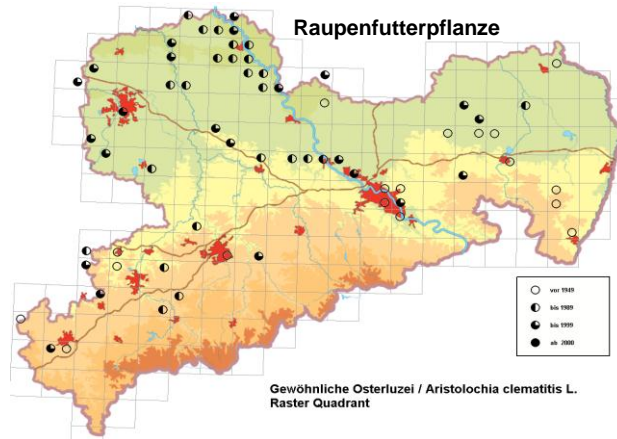 Raupenfutterpflanze
vor 1949
bis 1989
bis 1999
ab 2000
Gewöhnliche Osterluzei / Aristolochia clematitis L.
Raster Quadrant